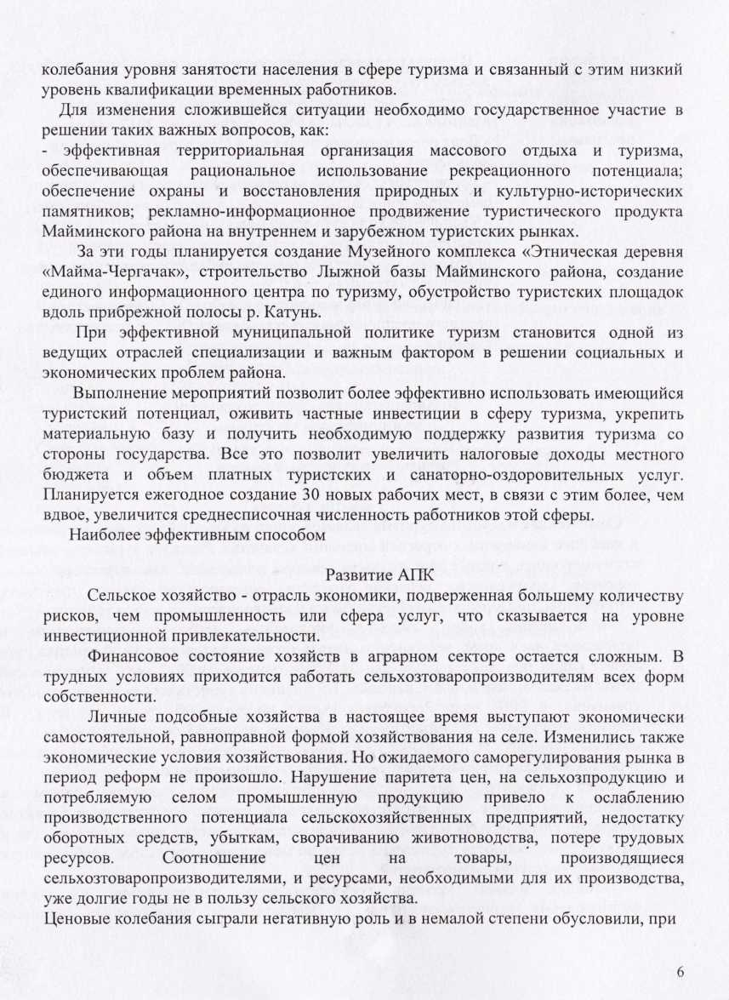 колебания уровня занятости населения в сфере туризма и связанный с этим низкий
уровень квалификации временных работников.
Для изменения сложившейся ситуации необходимо государственное участие в
решении таких важных вопросов, как:
- эффективная территориальная организация массового отдыха и туризма,
обеспечивающая рациональное использование рекреационного потенциала;
обеспечение охраны и восстановления природных и культурно-исторических
памятников; рекламно-информационное продвижение туристического продукта
Майминского района на внутреннем и зарубежном туристских рынках.
За эти годы планируется создание Музейного комплекса «Этническая деревня
«Майма-Чергачак», строительство Лыжной базы Майминского района, создание
единого информационного центра по туризму, обустройство туристских площадок
вдоль прибрежной полосы р. Катунь.
При эффективной муниципальной политике туризм становится одной из
ведущих отраслей специализации и важным фактором в решении социальных и
экономических проблем района.
Выполнение мероприятий позволит более эффективно использовать имеющийся
туристский потенциал, оживить частные инвестиции в сферу туризма, укрепить
материальную базу и получить необходимую поддержку развития туризма со
стороны государства. Все это позволит увеличить налоговые доходы местного
бюджета и объем платных туристских и санаторно-оздоровительных услуг.
Планируется ежегодное создание 30 новых рабочих мест, в связи с этим более, чем
вдвое, увеличится среднесписочная численность работников этой сферы.
Наиболее эффективным способом
Развитие АПК
Сельское хозяйство - отрасль экономики, подверженная большему количеству
рисков, чем промышленность или сфера услуг, что сказывается на уровне
инвестиционной привлекательности.
Финансовое состояние хозяйств в аграрном секторе остается сложным. В
трудных условиях приходится работать сельхозтоваропроизводителям всех форм
собственности.
Личные подсобные хозяйства в настоящее время выступают экономически
самостоятельной, равноправной формой хозяйствования на селе. Изменились также
экономические условия хозяйствования. Но ожидаемого саморегулирования рынка в
период реформ не произошло. Нарушение паритета цен, на сельхозпродукцию и
потребляемую селом промышленную продукцию привело к ослаблению
производственного потенциала сельскохозяйственных предприятий, недостатку
оборотных средств, убыткам, сворачиванию животноводства, потере трудовых
ресурсов. Соотношение цен на товары, производящиеся
сельхозтоваропроизводителями, и ресурсами, необходимыми для их производства,
уже долгие годы не в пользу сельского хозяйства.
Ценовые колебания сыграли негативную роль и в немалой степени обусловили, при
6